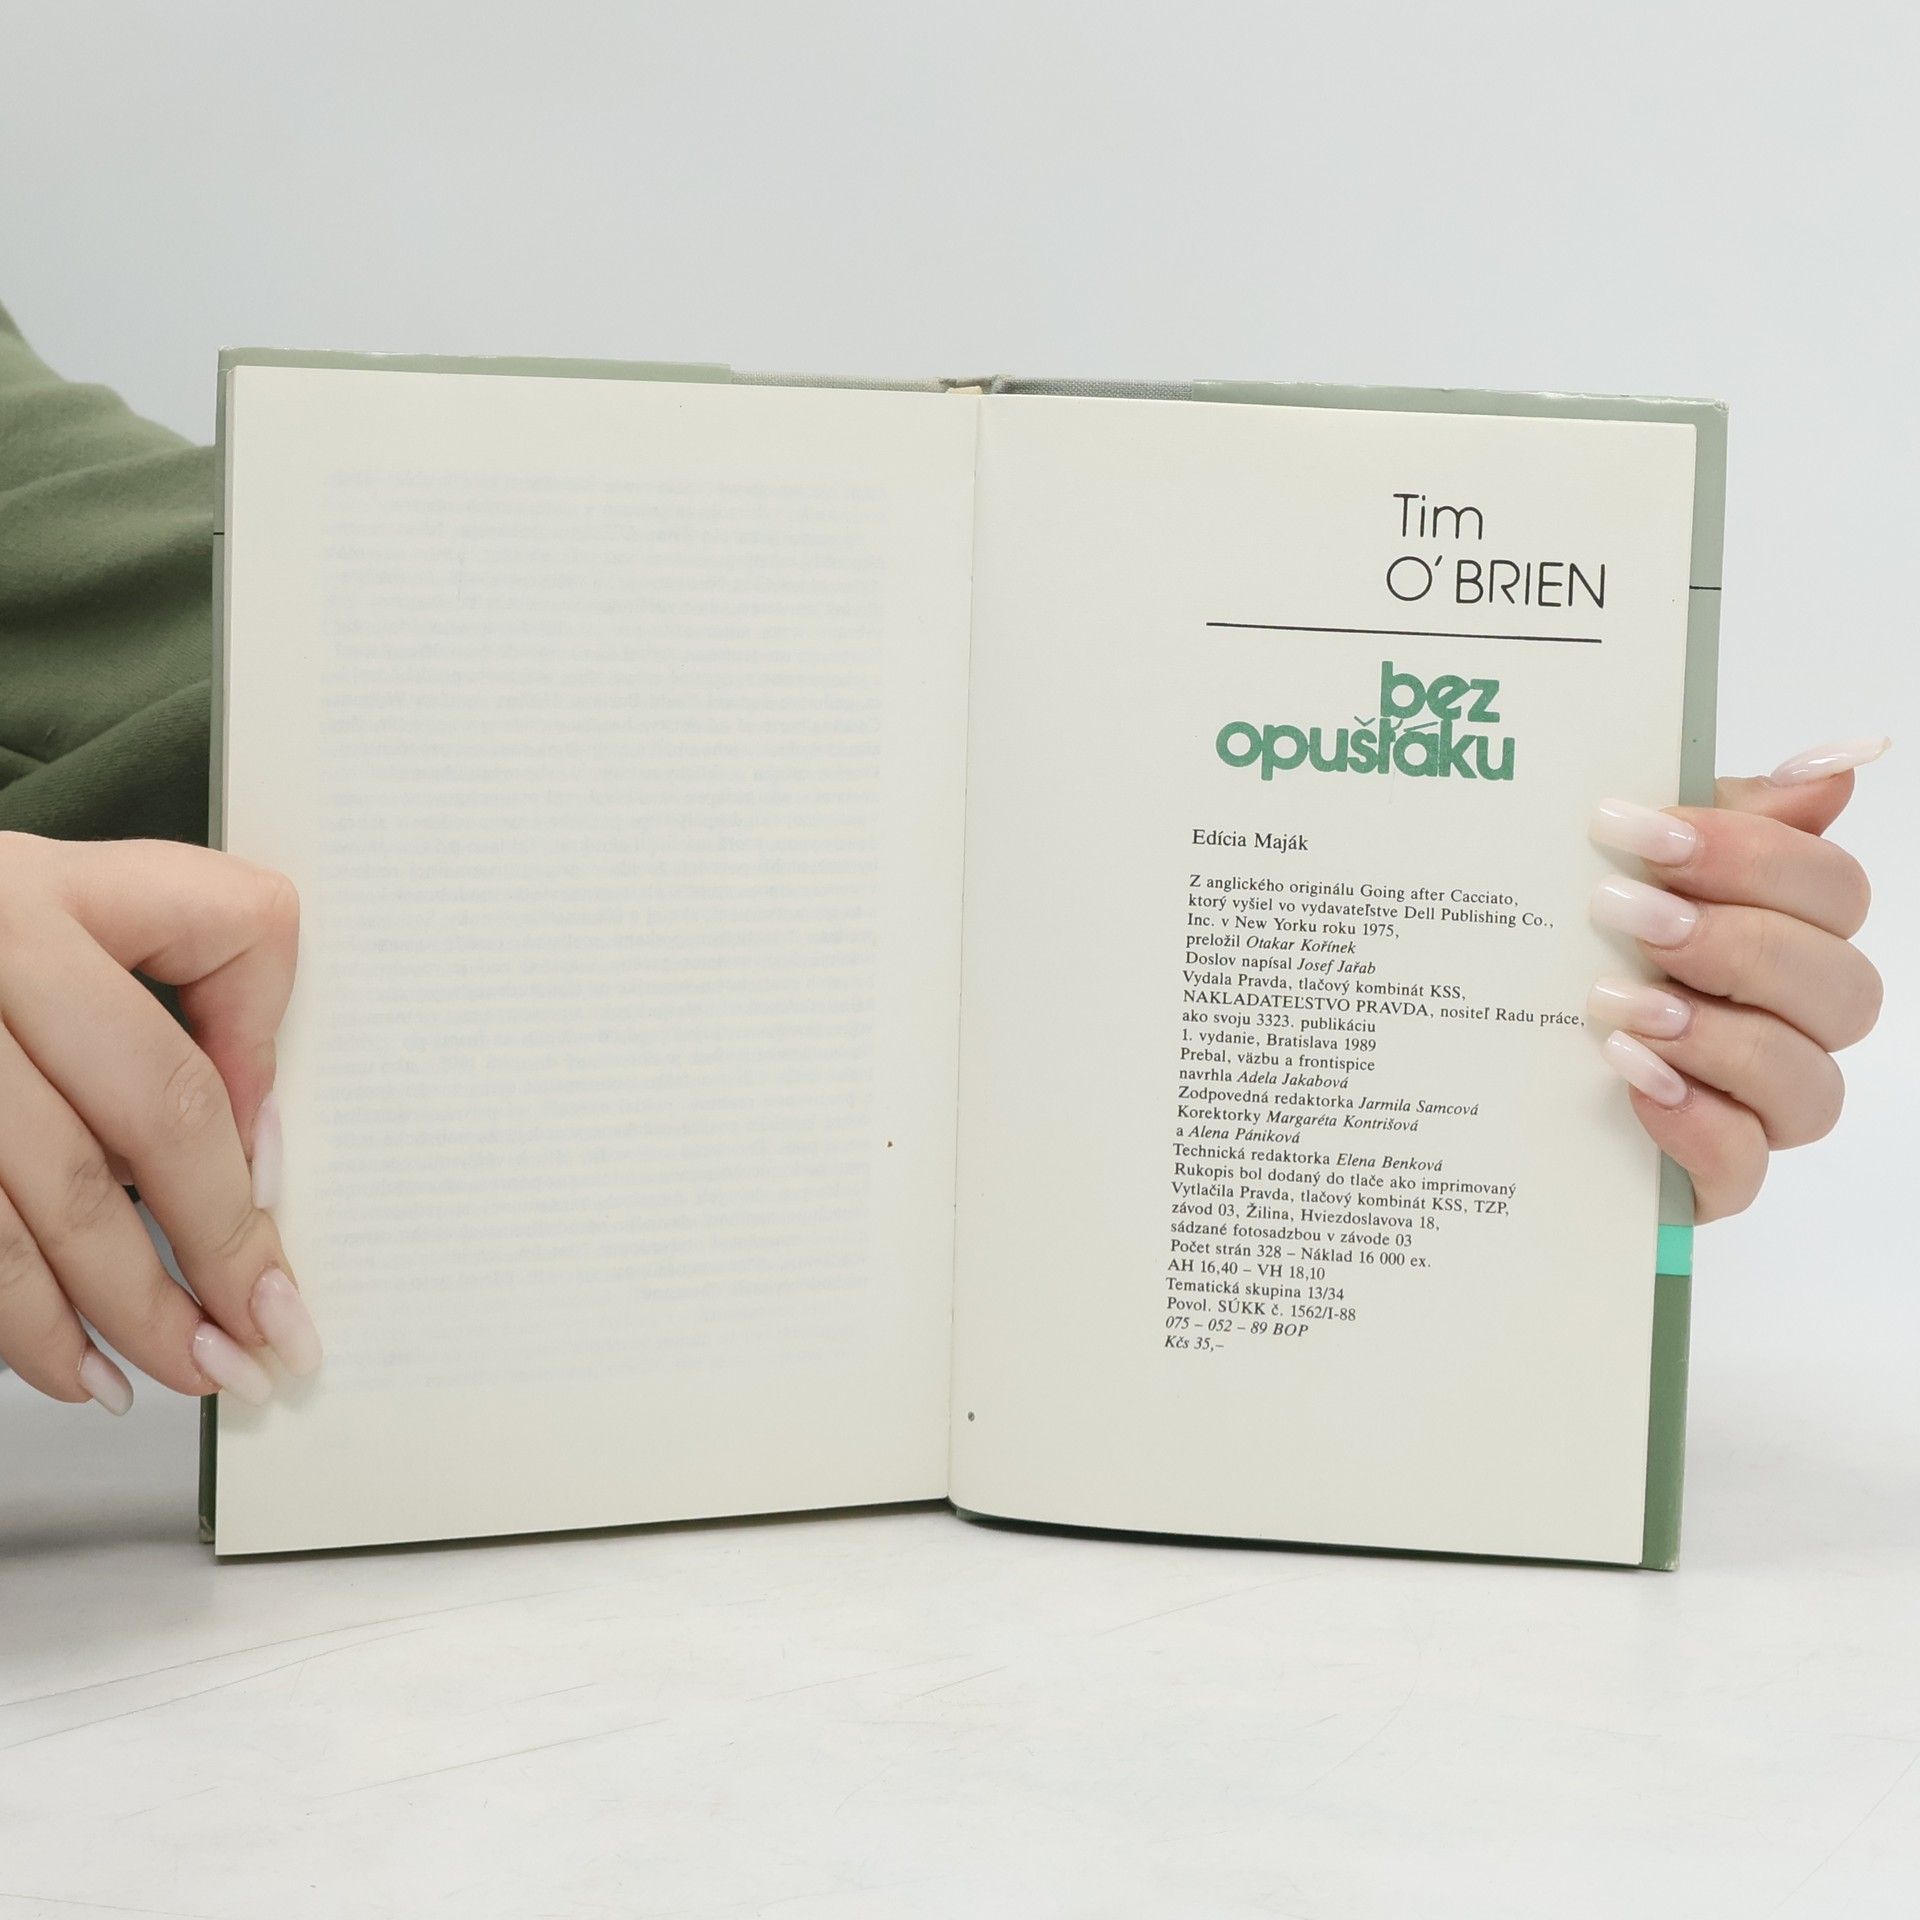 Tim
O'BRIEN
bez
opušťáku
Edícia Maják
Z anglického originálu Going after Cacciato,
ktorý vyšiel vo vydavateľstve Dell Publishing Co.,
Inc. v New Yorku roku 1975,
preložil Otakar Kořínek
Doslov napísal Josef Jařab
Vydala Pravda, tlačový kombinát KSS,
NAKLADATEĽSTVO PRAVDA, nositeľ Radu práce,
ako svoju 3323. publikáciu
1. vydanie, Bratislava 1989
Prebal, väzbu a frontispice
navrhla Adela Jakabová
Zodpovedná redaktorka Jarmila Samcová
Korektorky Margaréta Kontrišová
a Alena Pániková
Technická redaktorka Elena Benková
Rukopis bol dodaný do tlače ako imprimovaný
Vytlačila Pravda, tlačový kombinát KSS, TZP,
závod 03, Žilina, Hviezdoslavova 18,
sádzané fotosadzbou v závode 03
Počet strán 328 – Náklad 16 000 ex.
AH 16,40 – VH 18,10
Tematická skupina 13/34
Povol. SÚKK č. 1562/I-88
075 – 052 – 89 BOP
Kčs 35,–